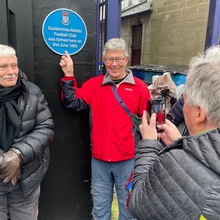 Dunfermline Athletic
Football Club
was formed here on
2nd June 1885